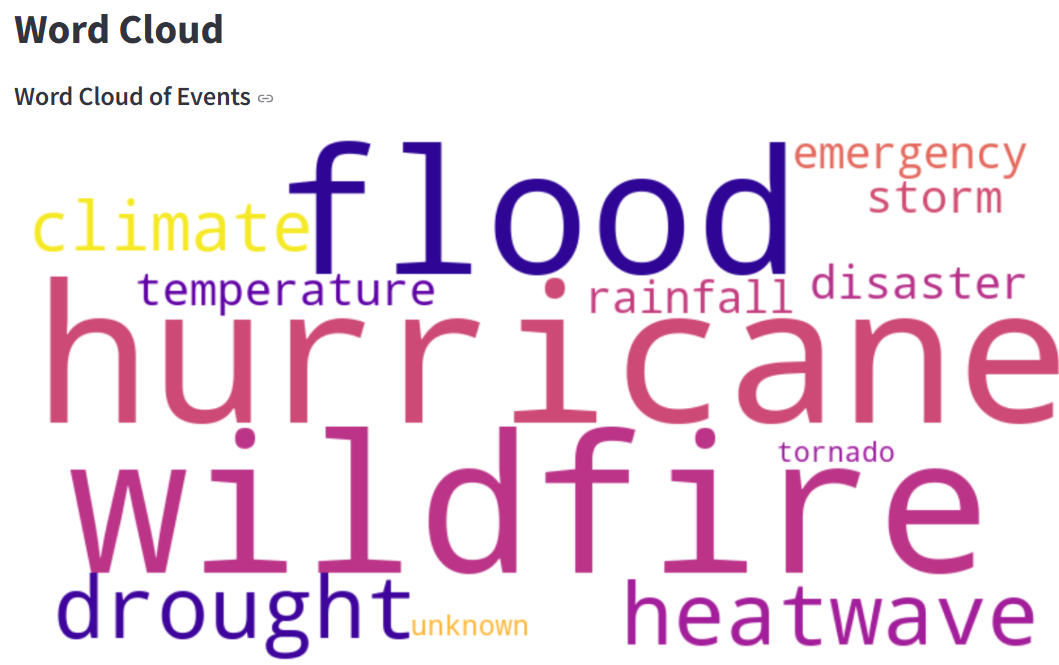 Word Cloud
Word Cloud of Events
flood
emergency
storm
climate
temperature
rainfall
disaster
hurricane
wildfire
tornado
drought
unknown
heatwave